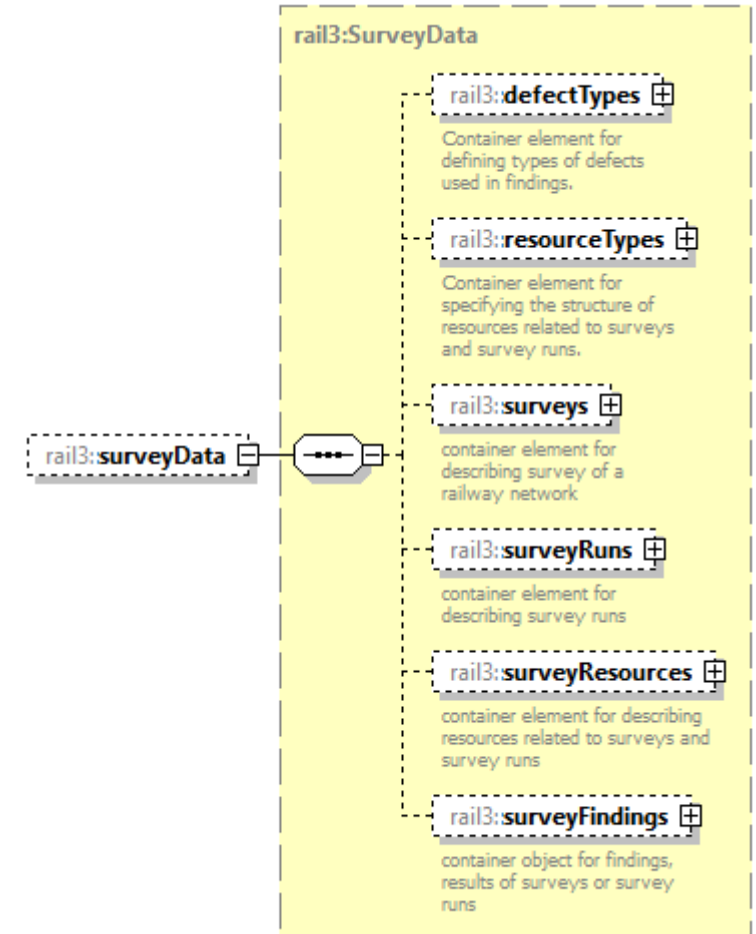 rail3:SurveyData
rail3::defectTypes
Container element for
defining types of defects
used in findings.
rail3::resourceTypes
Container element for
specifying the structure of
resources related to surveys
and survey runs.
rail3::surveys
container element for
describing survey of a
railway network
rail3::surveyData
rail3::surveyRuns
container element for
describing survey runs
rail3::surveyResources
container element for describing
resources related to surveys and
survey runs
rail3::surveyFindings
container object for findings,
results of surveys or survey
runs